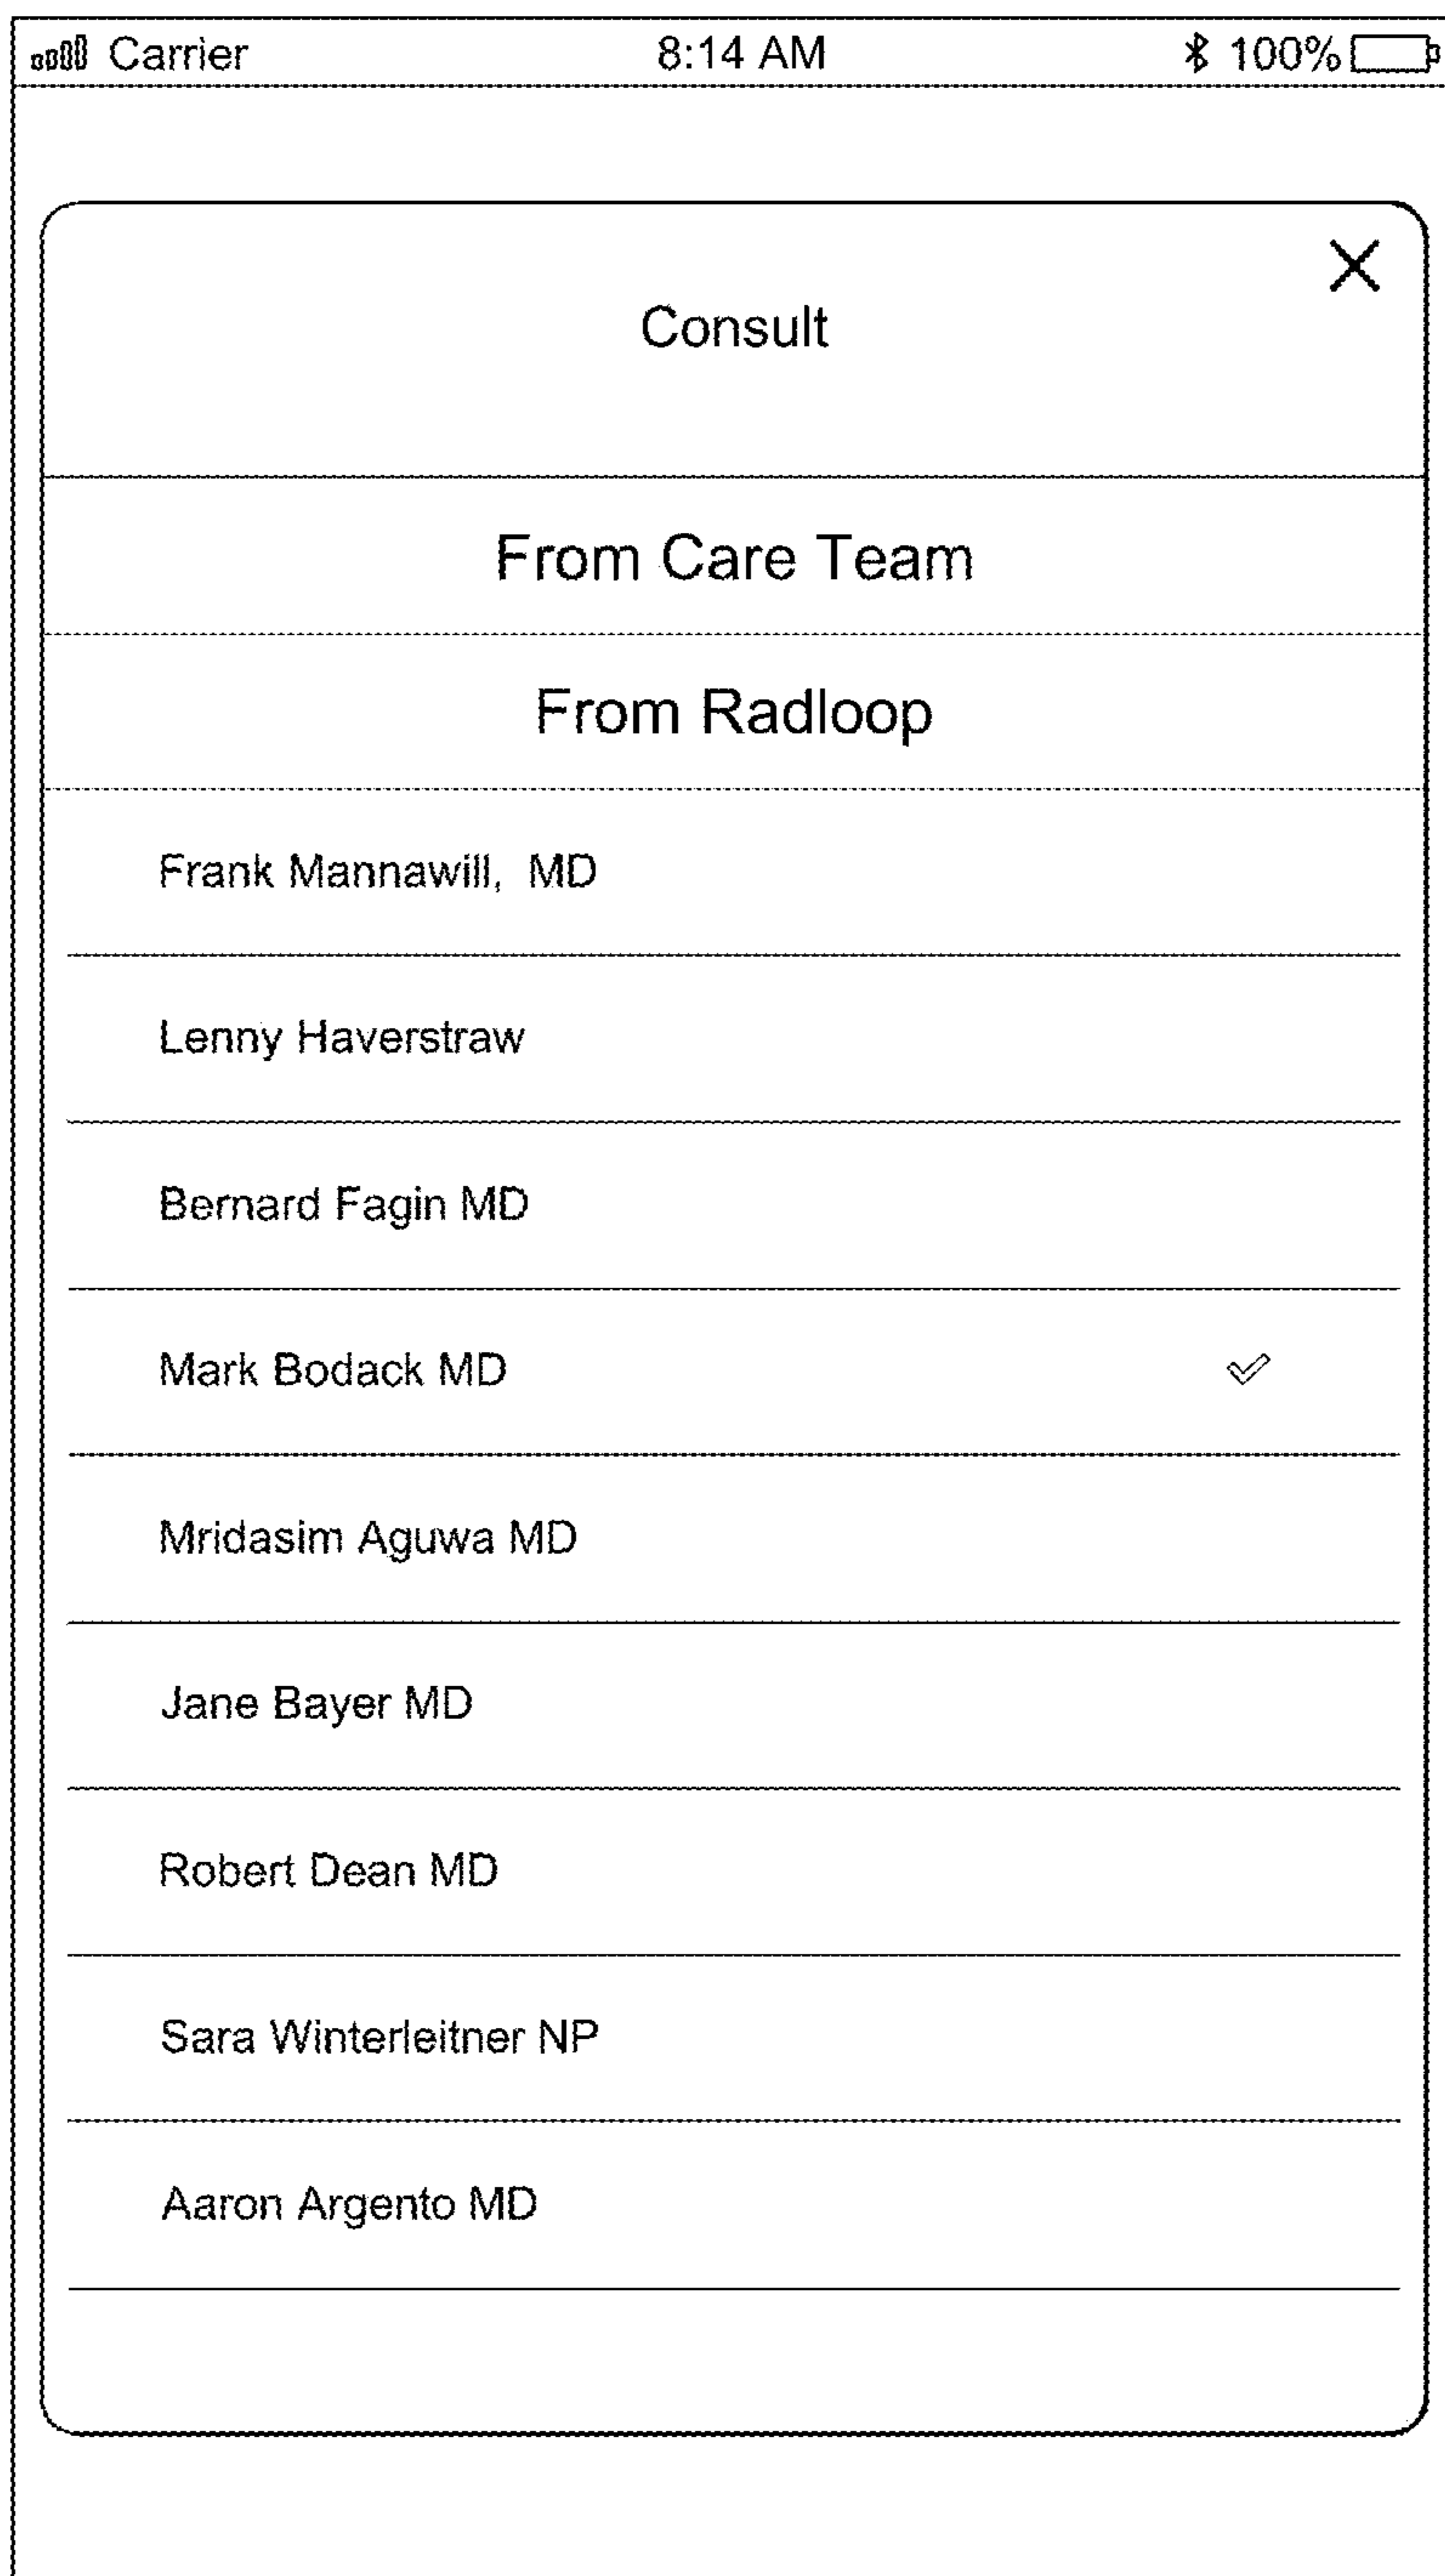 Carrier 8:14 AM 100%
Consult
From Care Team
From Radloop
Frank Mannawill, MD
Lenny Haverstraw
Bernard Fagin MD
Mark Bodack MD
Mridasim Aguwa MD
Jane Bayer MD
Robert Dean MD
Sara Winterleitner NP
Aaron Argento MD